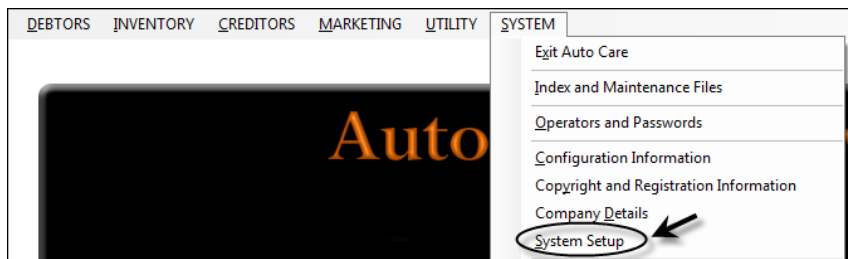 DEBTORS INVENTORY CREDITORS MARKETING UTILITY SYSTEM
Exit Auto Care
Index and Maintenance Files
Auto
Operators and Passwords
Configuration Information
Copyright and Registration Information
Company Details
System Setup